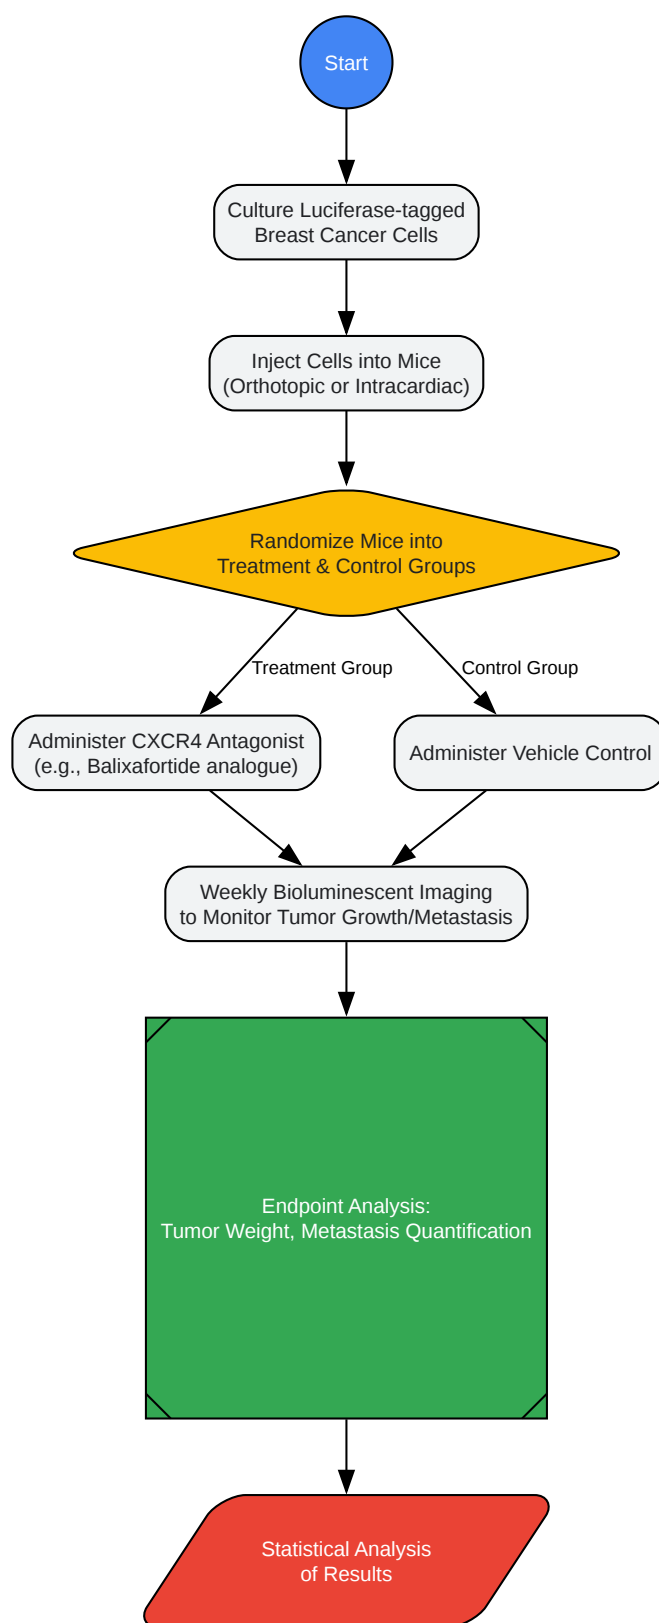 Start
Culture Luciferase-tagged
Breast Cancer Cells
Inject Cells into Mice
(Orthotopic or Intracardiac)
Randomize Mice into
Treatment & Control Groups
Treatment Group
Control Group
Administer CXCR4 Antagonist
(e.g., Balixafortide analogue)
Administer Vehicle Control
Weekly Bioluminescent Imaging
to Monitor Tumor Growth/Metastasis
Endpoint Analysis:
Tumor Weight, Metastasis Quantification
Statistical Analysis
of Results